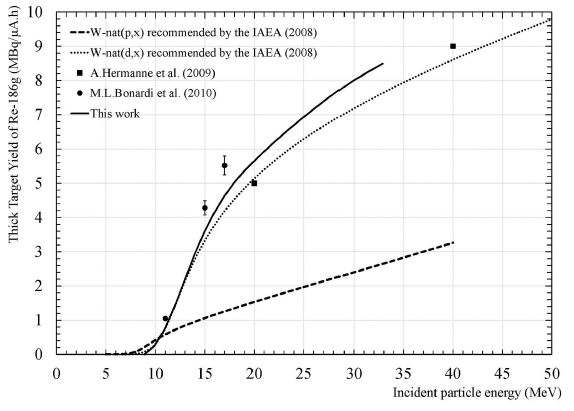 Thick Target Yield of Re-186g (MBq/(μA.h)
10
9
8
7
6
5
4
3
2
1
0
W-nat(p,x) recommended by the IAEA (2008)
W-nat(d,x) recommended by the IAEA (2008)
A.Hermanne et al. (2009)
M.L.Bonardi et al. (2010)
This work
0 5 10 15 20 25 30 35 40 45 50
Incident particle energy (MeV)